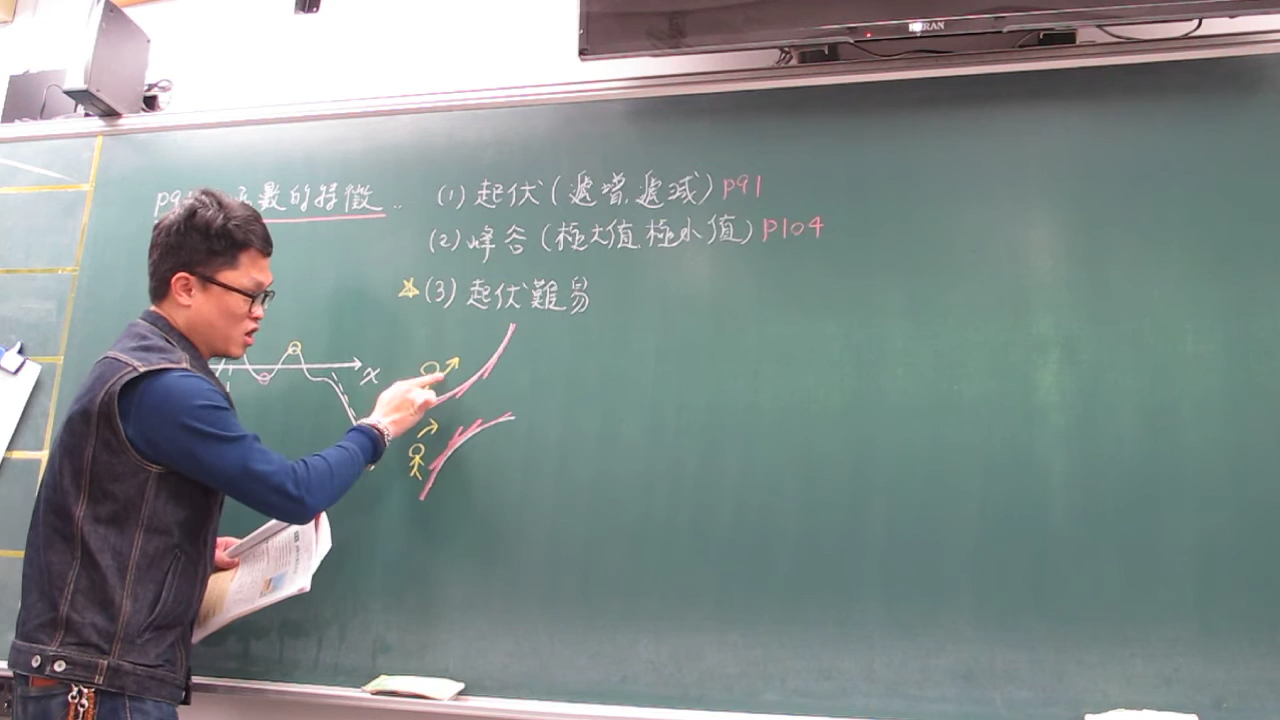 函數的特徵..
(1) 起伏(遞增.遞減) p91
(2) 峰谷(極大值.極小值) P104
☆(3) 起伏難易
x